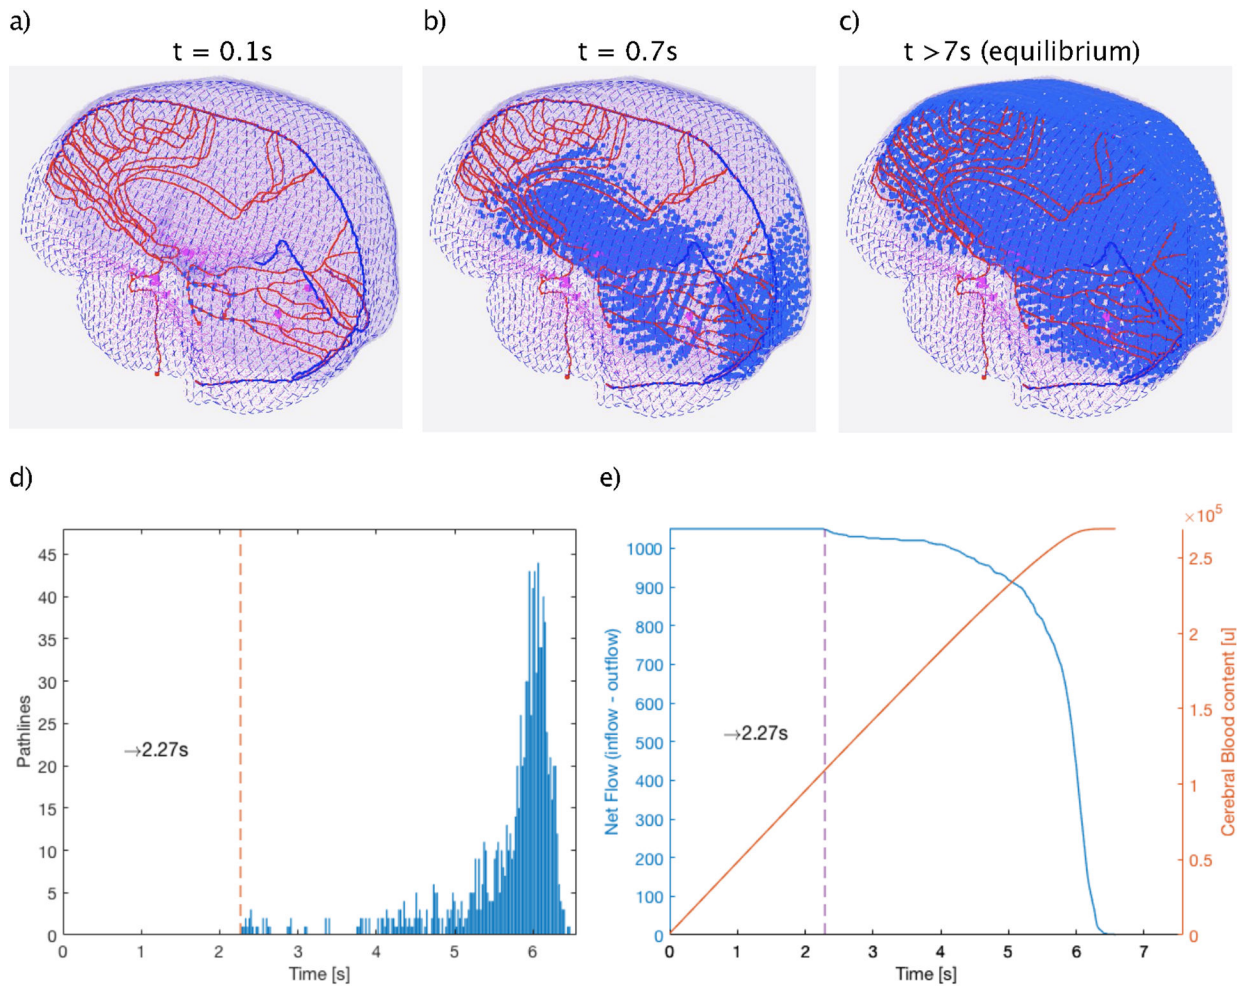 a)
b)
c)
t = 0.1s
t = 0.7s
t >7s (equilibrium)
d)
e)
45
40
35
30
25
20
15
10
5
0
Pathlines
→2.27s
0 1 2 3 4 5 6
Time [s]
1000
900
800
700
600
500
400
300
200
100
0
Net Flow (inflow - outflow)
→2.27s
0 1 2 3 4 5 6 7
Time [s]
×10⁵
2.5
2
1.5
1
0.5
0
Cerebral Blood content [u]